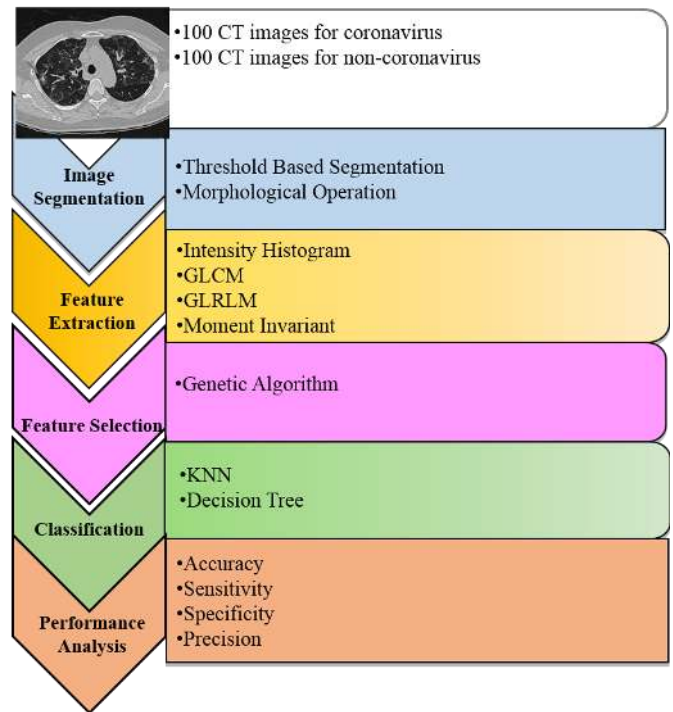 •100 CT images for coronavirus
•100 CT images for non-coronavirus
Image
Segmentation
•Threshold Based Segmentation
•Morphological Operation
Feature
Extraction
•Intensity Histogram
•GLCM
•GLRLM
•Moment Invariant
Feature Selection
•Genetic Algorithm
Classification
•KNN
•Decision Tree
Performance
Analysis
•Accuracy
•Sensitivity
•Specificity
•Precision